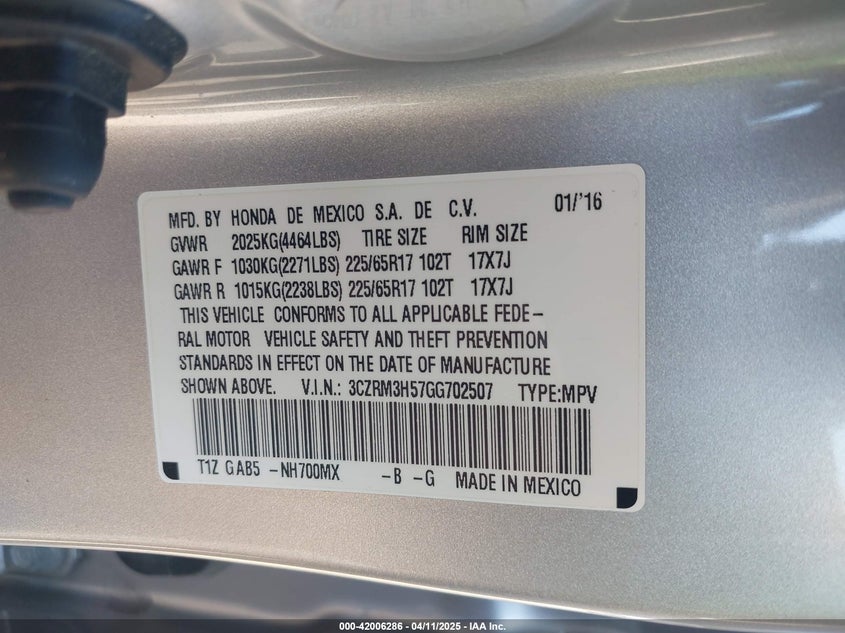 MFD. BY HONDA DE MEXICO S.A. DE C.V. 01/'16
GVWR 2025KG(4464LBS) TIRE SIZE RIM SIZE
GAWR F 1030KG(2271LBS) 225/65R17 102T 17X7J
GAWR R 1015KG(2238LBS) 225/65R17 102T 17X7J
THIS VEHICLE CONFORMS TO ALL APPLICABLE FEDE-
RAL MOTOR VEHICLE SAFETY AND THEFT PREVENTION
STANDARDS IN EFFECT ON THE DATE OF MANUFACTURE
SHOWN ABOVE. V.I.N.: 3CZRM3H57GG702507 TYPE:MPV
T1Z GAB5 -NH700MX -B -G MADE IN MEXICO
000-42006286 - 04/11/2025 - IAA Inc.